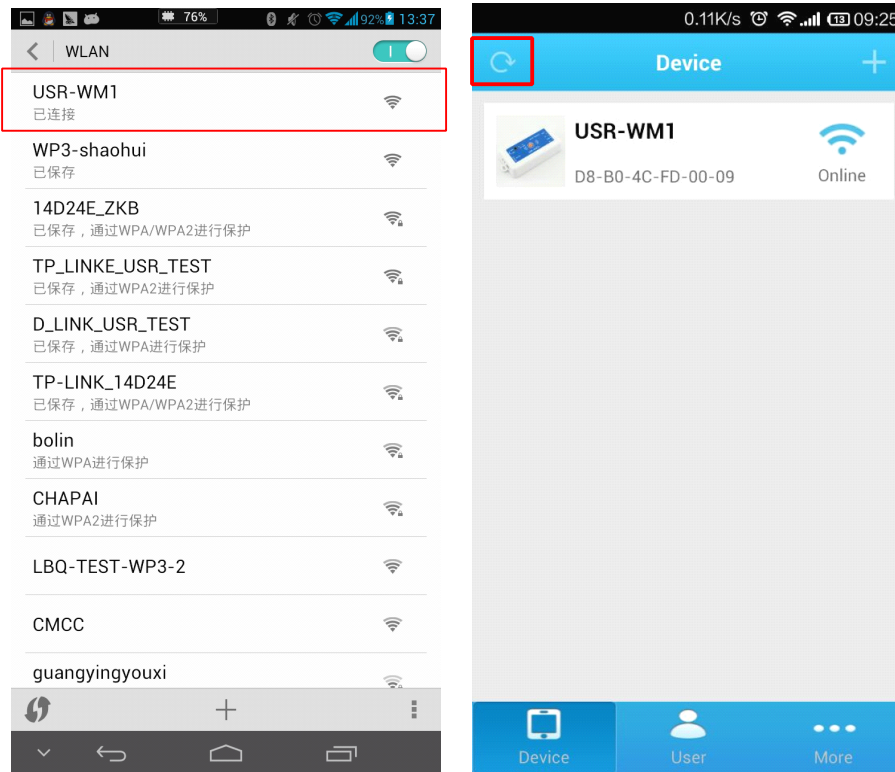 76%
92%
13:37
WLAN
USR-WM1
已连接
WP3-shaohui
已保存
14D24E_ZKB
已保存，通过WPA/WPA2进行保护
TP_LINKE_USR_TEST
已保存，通过WPA2进行保护
D_LINK_USR_TEST
已保存，通过WPA进行保护
TP-LINK_14D24E
已保存，通过WPA/WPA2进行保护
bolin
通过WPA进行保护
CHAPAI
通过WPA2进行保护
LBQ-TEST-WP3-2
CMCC
guangyingyouxi
0.11K/s
13
09:25
Device
USR-WM1
D8-B0-4C-FD-00-09
Online
Device
User
More